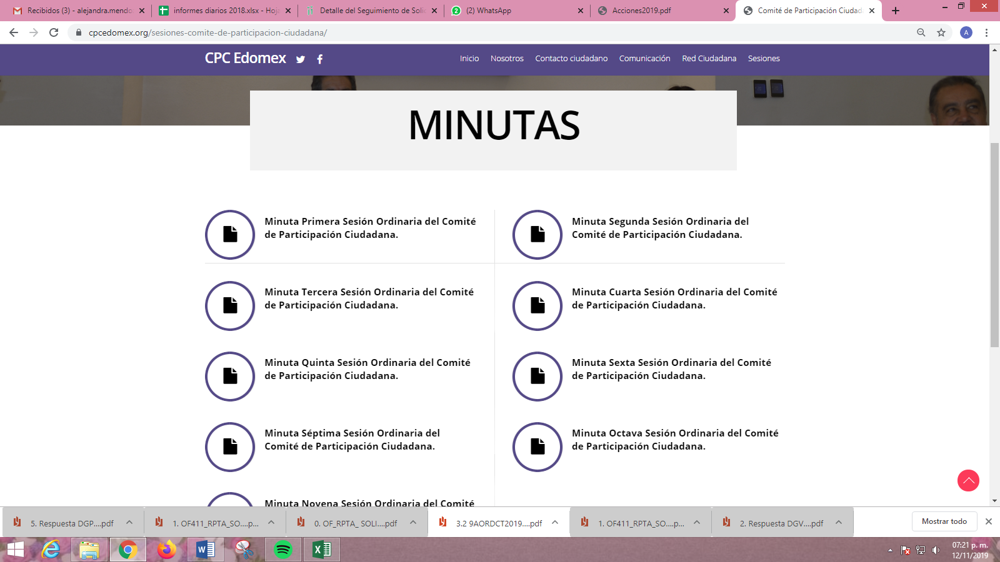 Recibidos (3) - alejandra.mendo
informes diarios 2018.xlsx - Hoja
Detalle del Seguimiento de Solic
(2) WhatsApp
Acciones2019.pdf
Comité de Participación Ciudada
cpcedomex.org/sesiones-comite-de-participacion-ciudadana/
A
CPC Edomex
Inicio
Nosotros
Contacto ciudadano
Comunicación
Red Ciudadana
Sesiones
MINUTAS
Minuta Primera Sesión Ordinaria del Comité
de Participación Ciudadana.
Minuta Segunda Sesión Ordinaria del
Comité de Participación Ciudadana.
Minuta Tercera Sesión Ordinaria del Comité
de Participación Ciudadana.
Minuta Cuarta Sesión Ordinaria del Comité
de Participación Ciudadana.
Minuta Quinta Sesión Ordinaria del Comité
de Participación Ciudadana.
Minuta Sexta Sesión Ordinaria del Comité
de Participación Ciudadana.
Minuta Séptima Sesión Ordinaria del
Comité de Participación Ciudadana.
Minuta Octava Sesión Ordinaria del Comité
de Participación Ciudadana.
Minuta Novena Sesión Ordinaria del Comité
5. Respuesta DGP....pdf
1. OF411_RPTA_SO....p...
0. OF_RPTA_ SOLI....pdf
3.2 9AORDCT2019....pdf
1. OF411_RPTA_SO....p...
2. Respuesta DGV....pdf
Mostrar todo
07:21 p. m.
12/11/2019